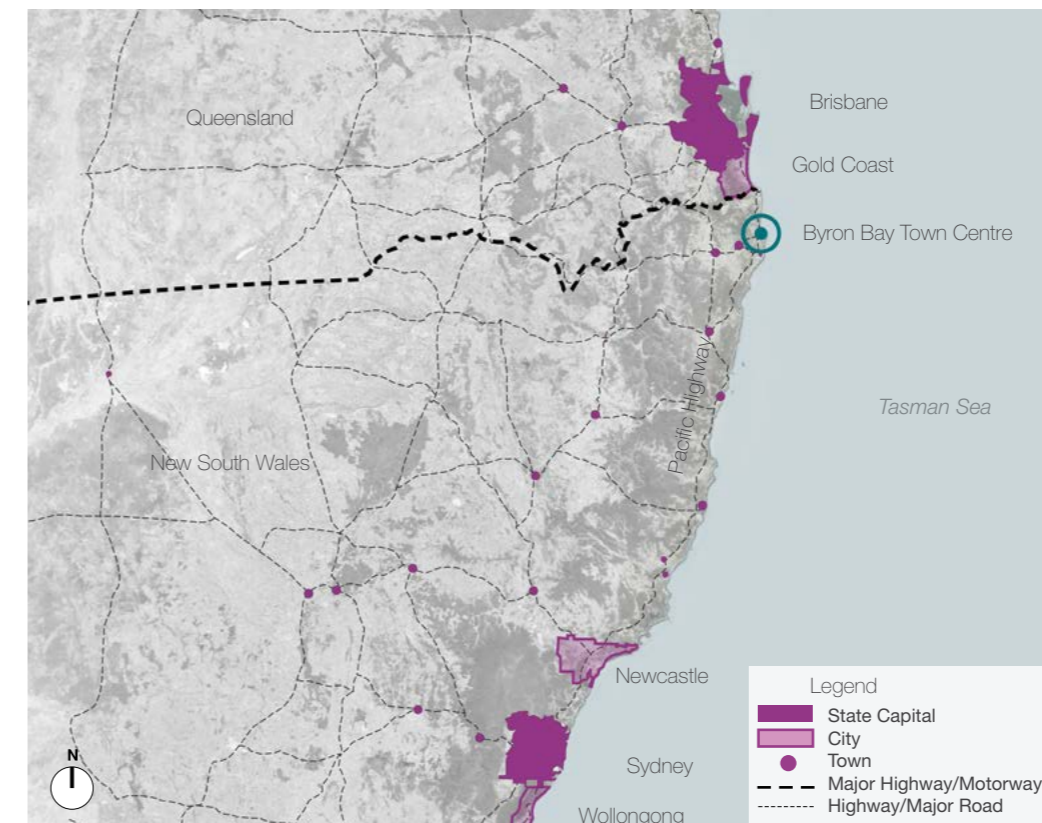 Brisbane
Queensland
Gold Coast
Byron Bay Town Centre
Pacific Highway
Tasman Sea
New South Wales
Newcastle
Sydney
Wollongong
N
Legend
State Capital
City
Town
Major Highway/Motorway
Highway/Major Road